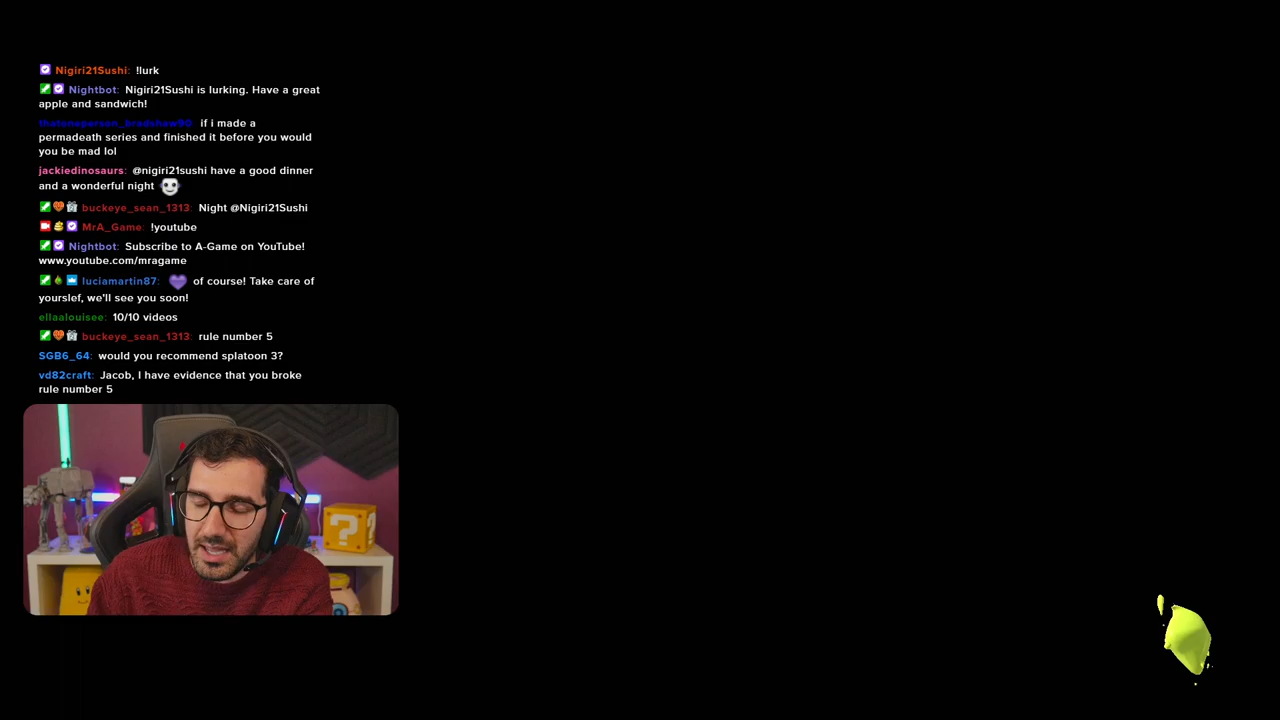 Nigiri21Sushi: !lurk
Nightbot: Nigiri21Sushi is lurking. Have a great
apple and sandwich!
thatoneperson_bradshaw90: if i made a
permadeath series and finished it before you would
you be mad lol
jackiedinosaurs: @nigiri21sushi have a good dinner
and a wonderful night
buckeye_sean_1313: Night @Nigiri21Sushi
MrA_Game: !youtube
Nightbot: Subscribe to A-Game on YouTube!
www.youtube.com/mragame
luciamartin87: of course! Take care of
yourslef, we'll see you soon!
ellaalouisee: 10/10 videos
buckeye_sean_1313: rule number 5
SGB6_64: would you recommend splatoon 3?
vd82craft: Jacob, I have evidence that you broke
rule number 5
?